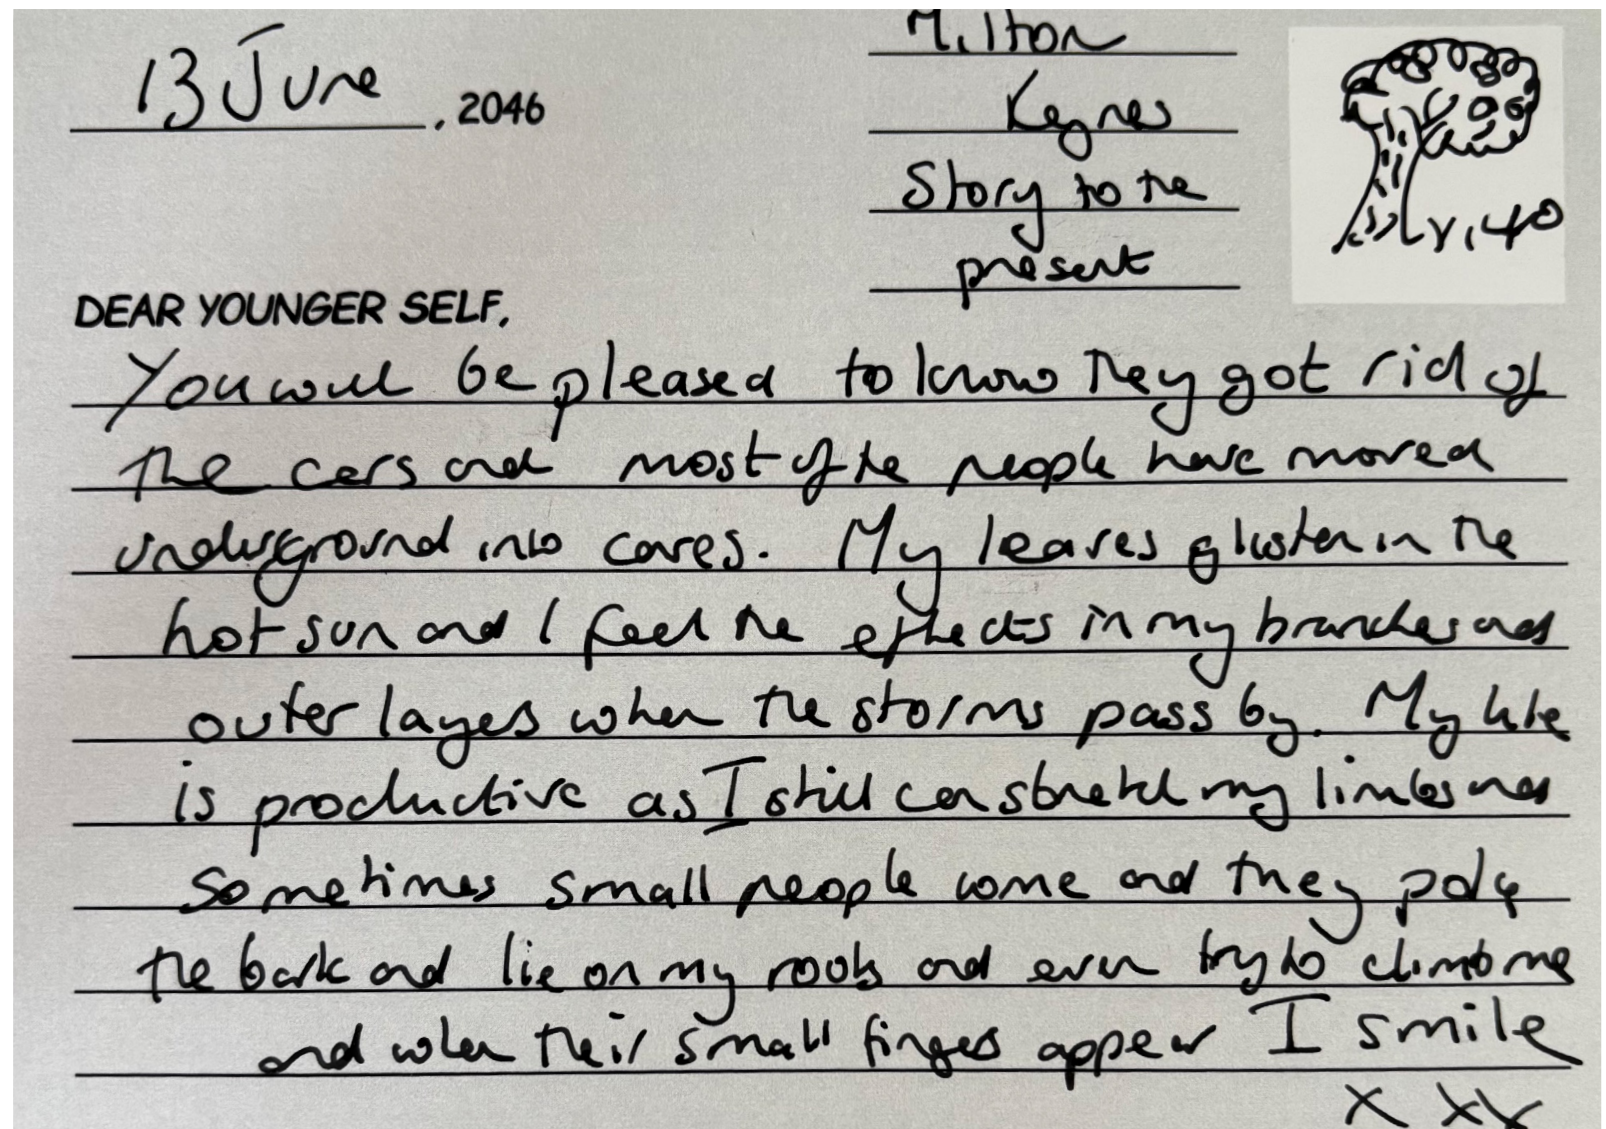 13 June, 2046
Milton
Keynes
Story to the
present
DEAR YOUNGER SELF,
You will be pleased to know they got rid of
the cars and most of the people have moved
underground into caves. My leaves glisten in the
hot sun and I feel the effects in my branches and
outer layers when the storms pass by. My life
is productive as I still can stretch my limbs and
sometimes small people come and they poke
the bark and lie on my roots and even try to climb me
and when their small fingers appear I smile
x xx